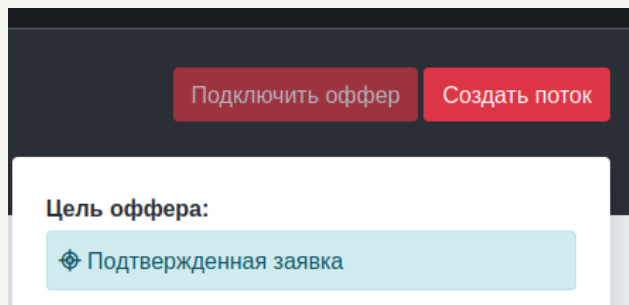 Подключить оффер Создать поток
Цель оффера:
Подтвержденная заявка